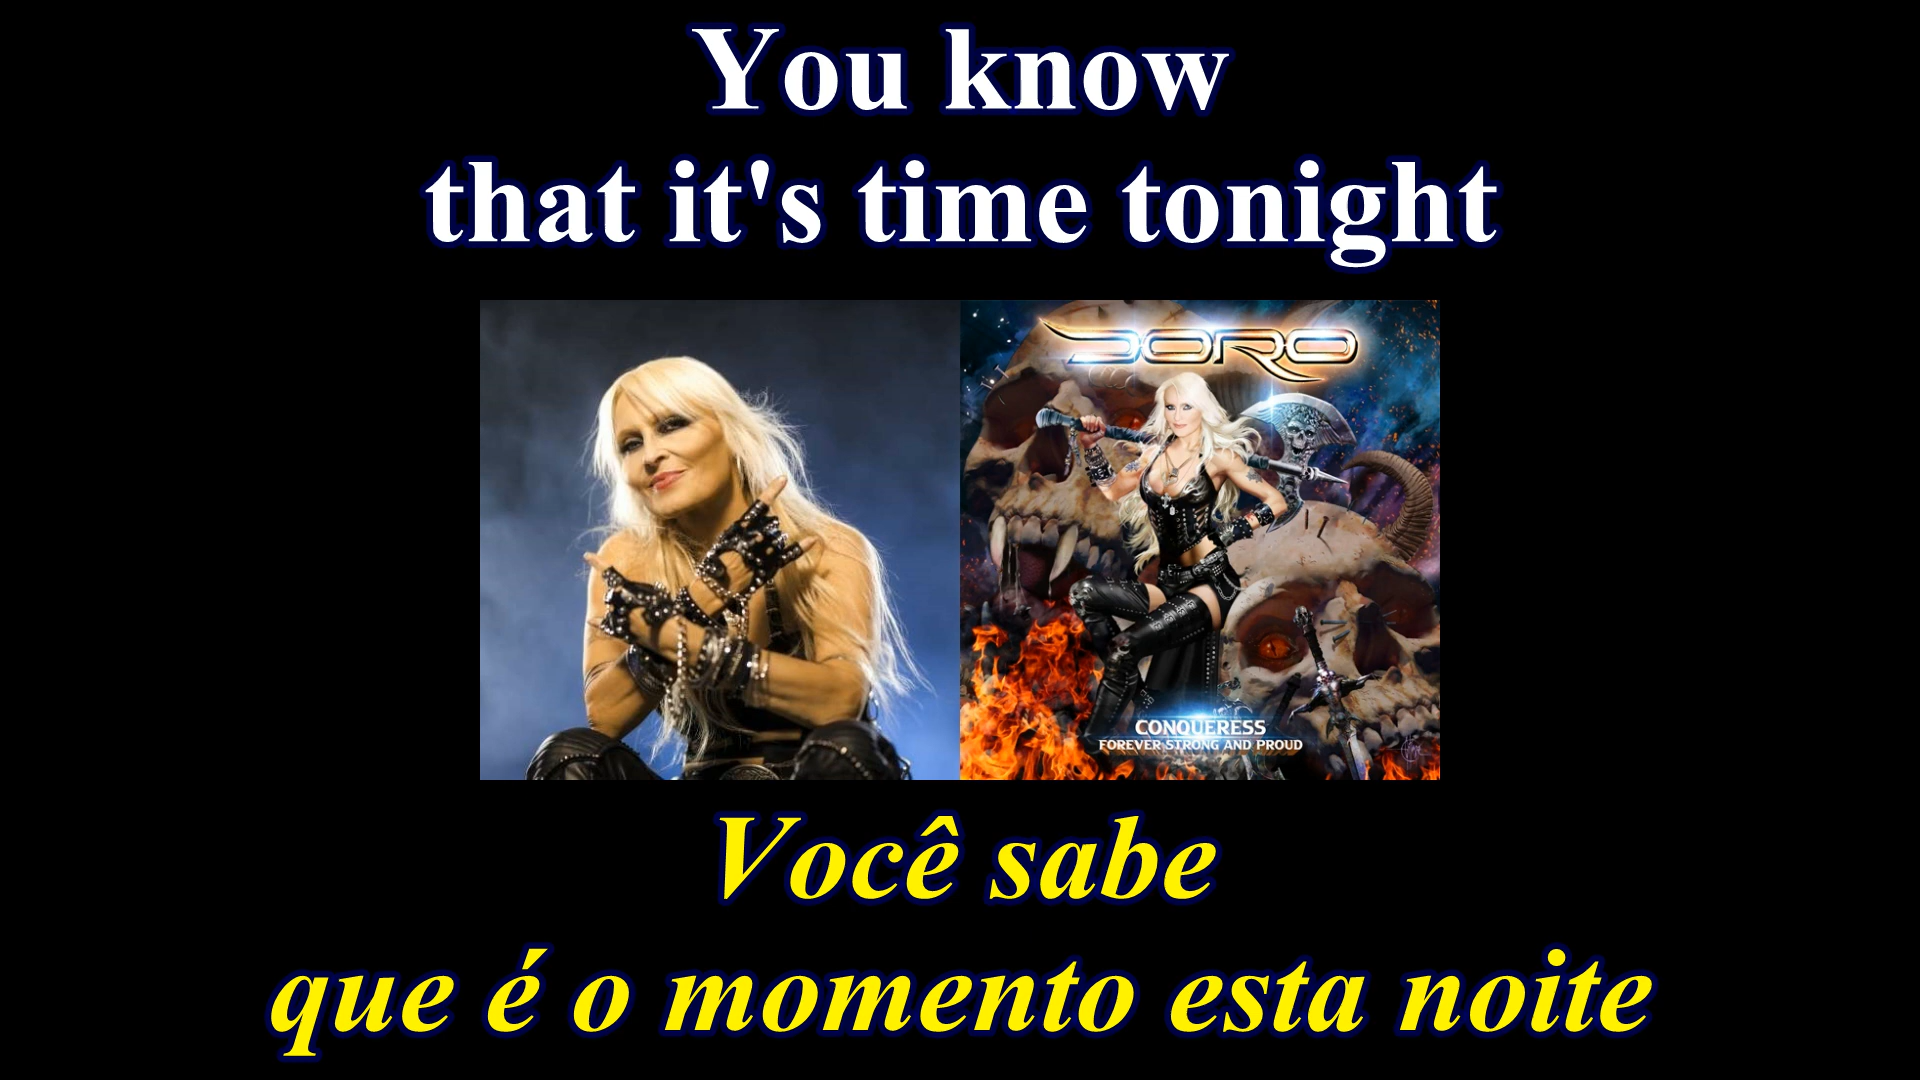 You know
that it's time tonight
DORO
CONQUERESS
FOREVER STRONG AND PROUD
Você sabe
que é o momento esta noite